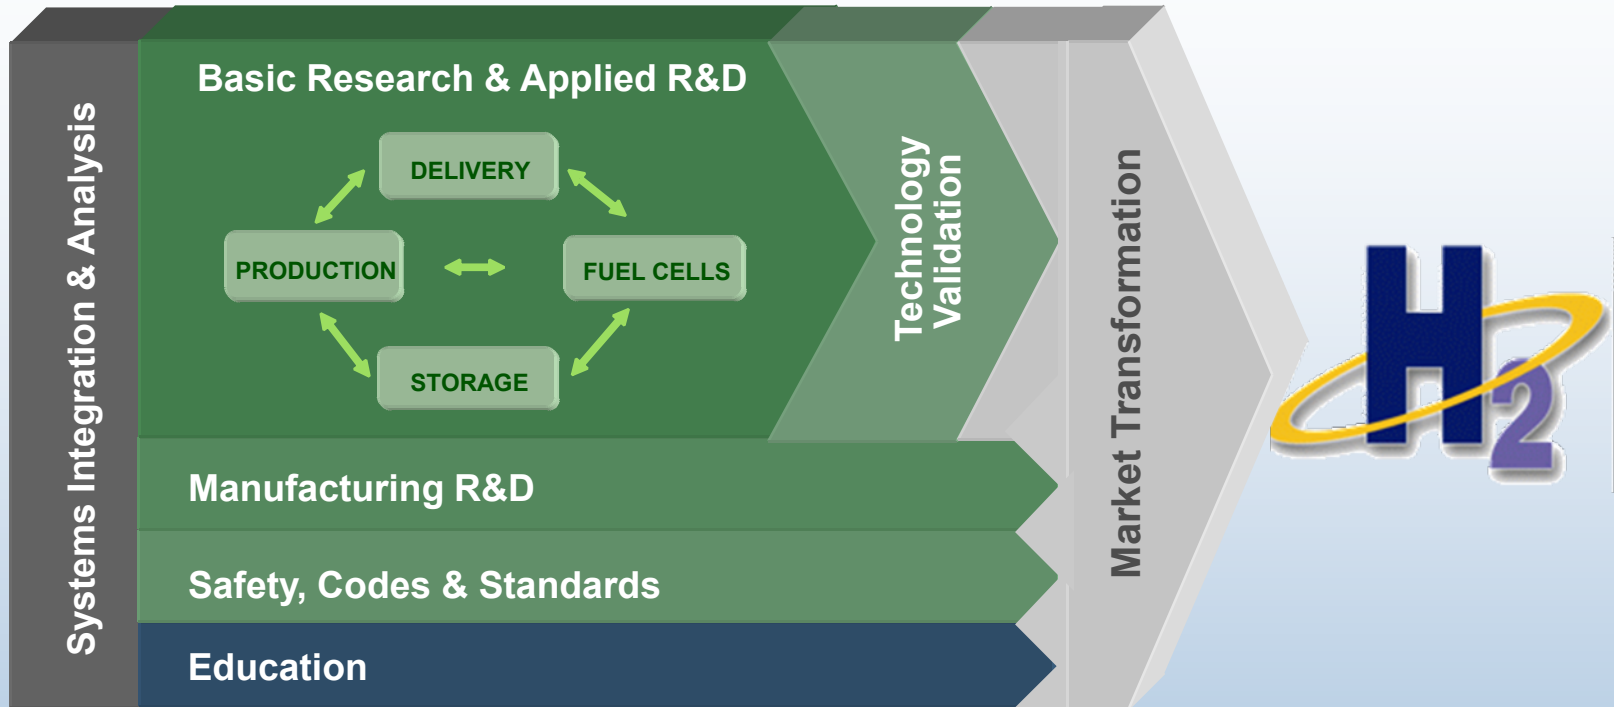 Systems Integration & Analysis
Basic Research & Applied R&D
DELIVERY
PRODUCTION
FUEL CELLS
STORAGE
Technology
Validation
Manufacturing R&D
Safety, Codes & Standards
Education
Market Transformation
H2